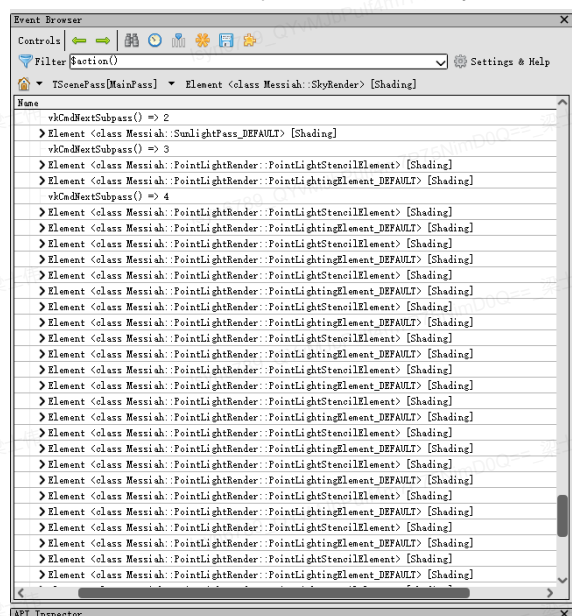 Event Browser
Controls
Filter $action() Settings & Help
TScenePass[MainPass] Element <class Messiah::SkyRender> [Shading]
Name
vkCmdNextSubpass() => 2
Element <class Messiah::SunlightPass_DEFAULT> [Shading]
vkCmdNextSubpass() => 3
Element <class Messiah::PointLightRender::PointLightStencilElement> [Shading]
Element <class Messiah::PointLightRender::PointLightingElement_DEFAULT> [Shading]
vkCmdNextSubpass() => 4
Element <class Messiah::PointLightRender::PointLightStencilElement> [Shading]
Element <class Messiah::PointLightRender::PointLightingElement_DEFAULT> [Shading]
Element <class Messiah::PointLightRender::PointLightStencilElement> [Shading]
Element <class Messiah::PointLightRender::PointLightingElement_DEFAULT> [Shading]
Element <class Messiah::PointLightRender::PointLightStencilElement> [Shading]
Element <class Messiah::PointLightRender::PointLightingElement_DEFAULT> [Shading]
Element <class Messiah::PointLightRender::PointLightStencilElement> [Shading]
Element <class Messiah::PointLightRender::PointLightingElement_DEFAULT> [Shading]
Element <class Messiah::PointLightRender::PointLightStencilElement> [Shading]
Element <class Messiah::PointLightRender::PointLightingElement_DEFAULT> [Shading]
Element <class Messiah::PointLightRender::PointLightStencilElement> [Shading]
Element <class Messiah::PointLightRender::PointLightingElement_DEFAULT> [Shading]
Element <class Messiah::PointLightRender::PointLightStencilElement> [Shading]
Element <class Messiah::PointLightRender::PointLightingElement_DEFAULT> [Shading]
Element <class Messiah::PointLightRender::PointLightStencilElement> [Shading]
Element <class Messiah::PointLightRender::PointLightingElement_DEFAULT> [Shading]
Element <class Messiah::PointLightRender::PointLightStencilElement> [Shading]
Element <class Messiah::PointLightRender::PointLightingElement_DEFAULT> [Shading]
Element <class Messiah::PointLightRender::PointLightStencilElement> [Shading]
Element <class Messiah::PointLightRender::PointLightingElement_DEFAULT> [Shading]
Element <class Messiah::PointLightRender::PointLightStencilElement> [Shading]
Element <class Messiah::PointLightRender::PointLightingElement_DEFAULT> [Shading]
Element <class Messiah::PointLightRender::PointLightStencilElement> [Shading]
Element <class Messiah::PointLightRender::PointLightingElement_DEFAULT> [Shading]
API Inspector